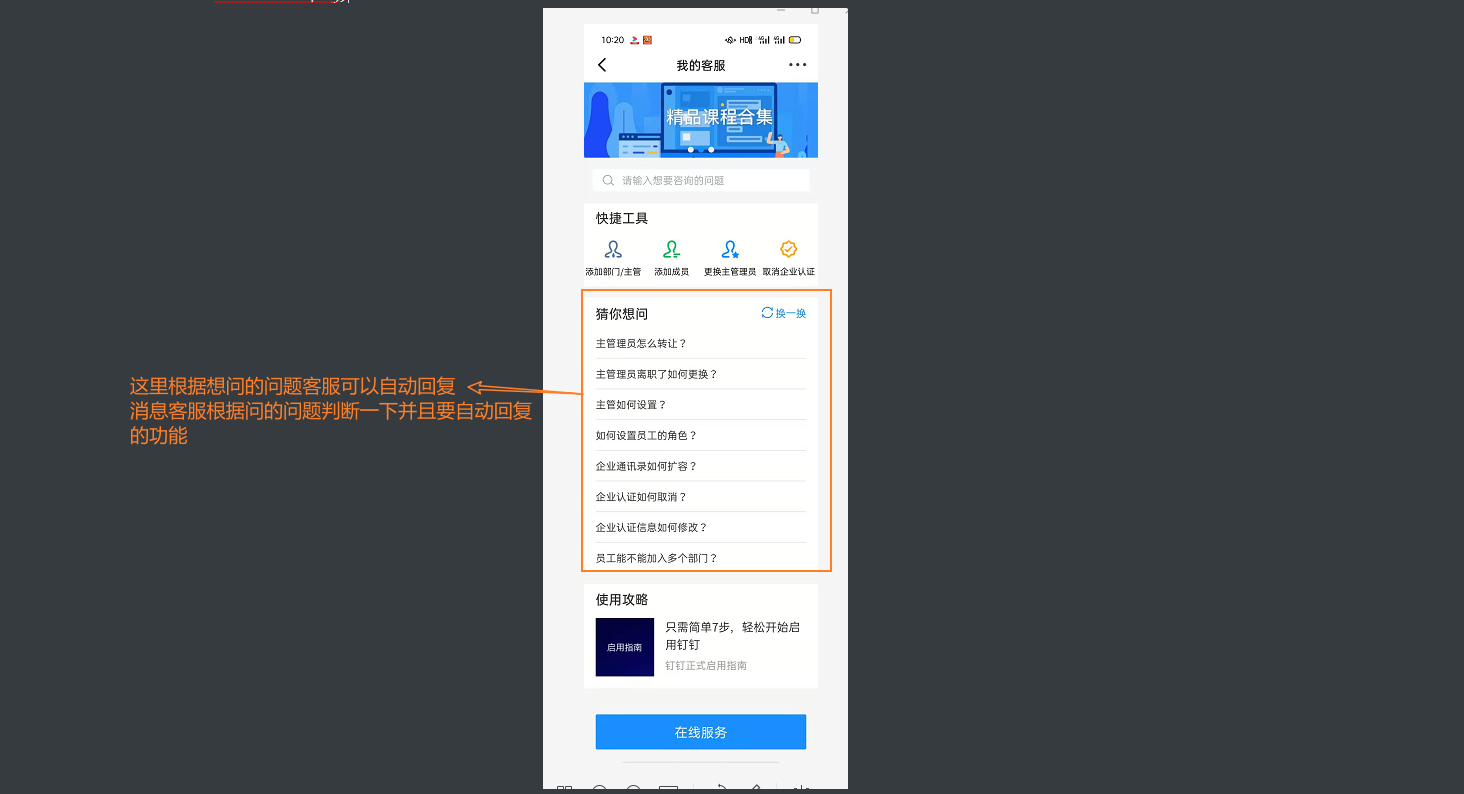 10:20
HD
我的客服
精品课程合集
请输入想要咨询的问题
快捷工具
添加部门/主管 添加成员 更换主管理员 取消企业认证
猜你想问 换一换
主管理员怎么转让？
主管理员离职了如何更换？
主管如何设置？
如何设置员工的角色？
企业通讯录如何扩容？
企业认证如何取消？
企业认证信息如何修改？
员工能不能加入多个部门？
这里根据想问的问题客服可以自动回复
消息客服根据问的问题判断一下并且要自动回复
的功能
使用攻略
启用指南
只需简单7步，轻松开始启
用钉钉
钉钉正式启用指南
在线服务